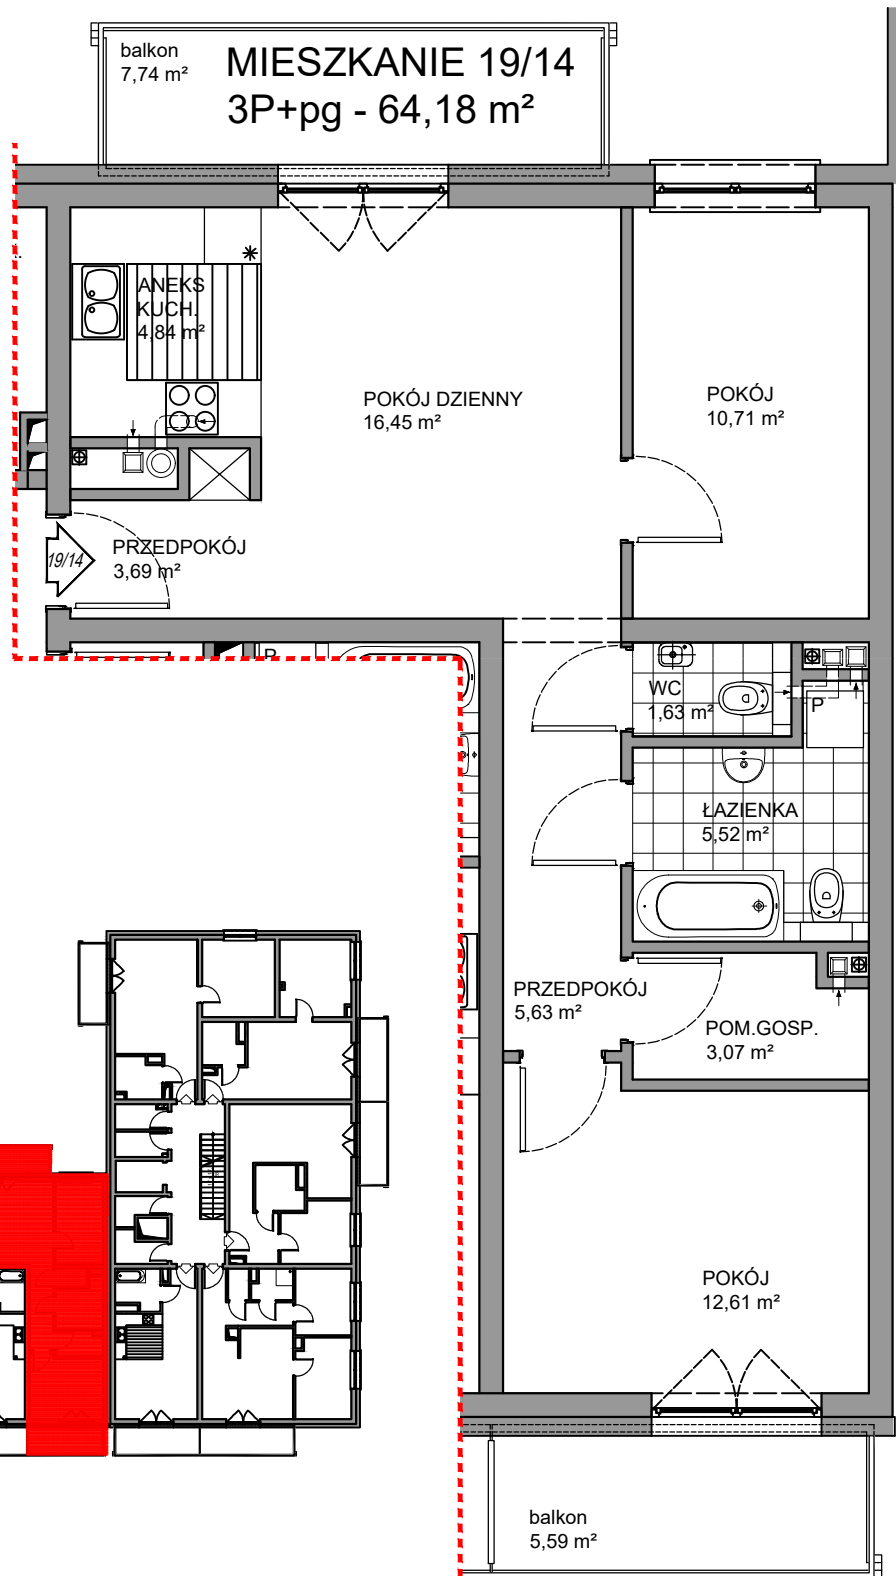 balkon
7,74 m²
MIESZKANIE 19/14
3P+pg - 64,18 m²
ANEKS
KUCH.
4,84 m²
POKÓJ DZIENNY
16,45 m²
POKÓJ
10,71 m²
19/14
PRZEDPOKÓJ
3,69 m²
P
WC
1,63 m²
P
ŁAZIENKA
5,52 m²
PRZEDPOKÓJ
5,63 m²
POM.GOSP.
3,07 m²
POKÓJ
12,61 m²
balkon
5,59 m²